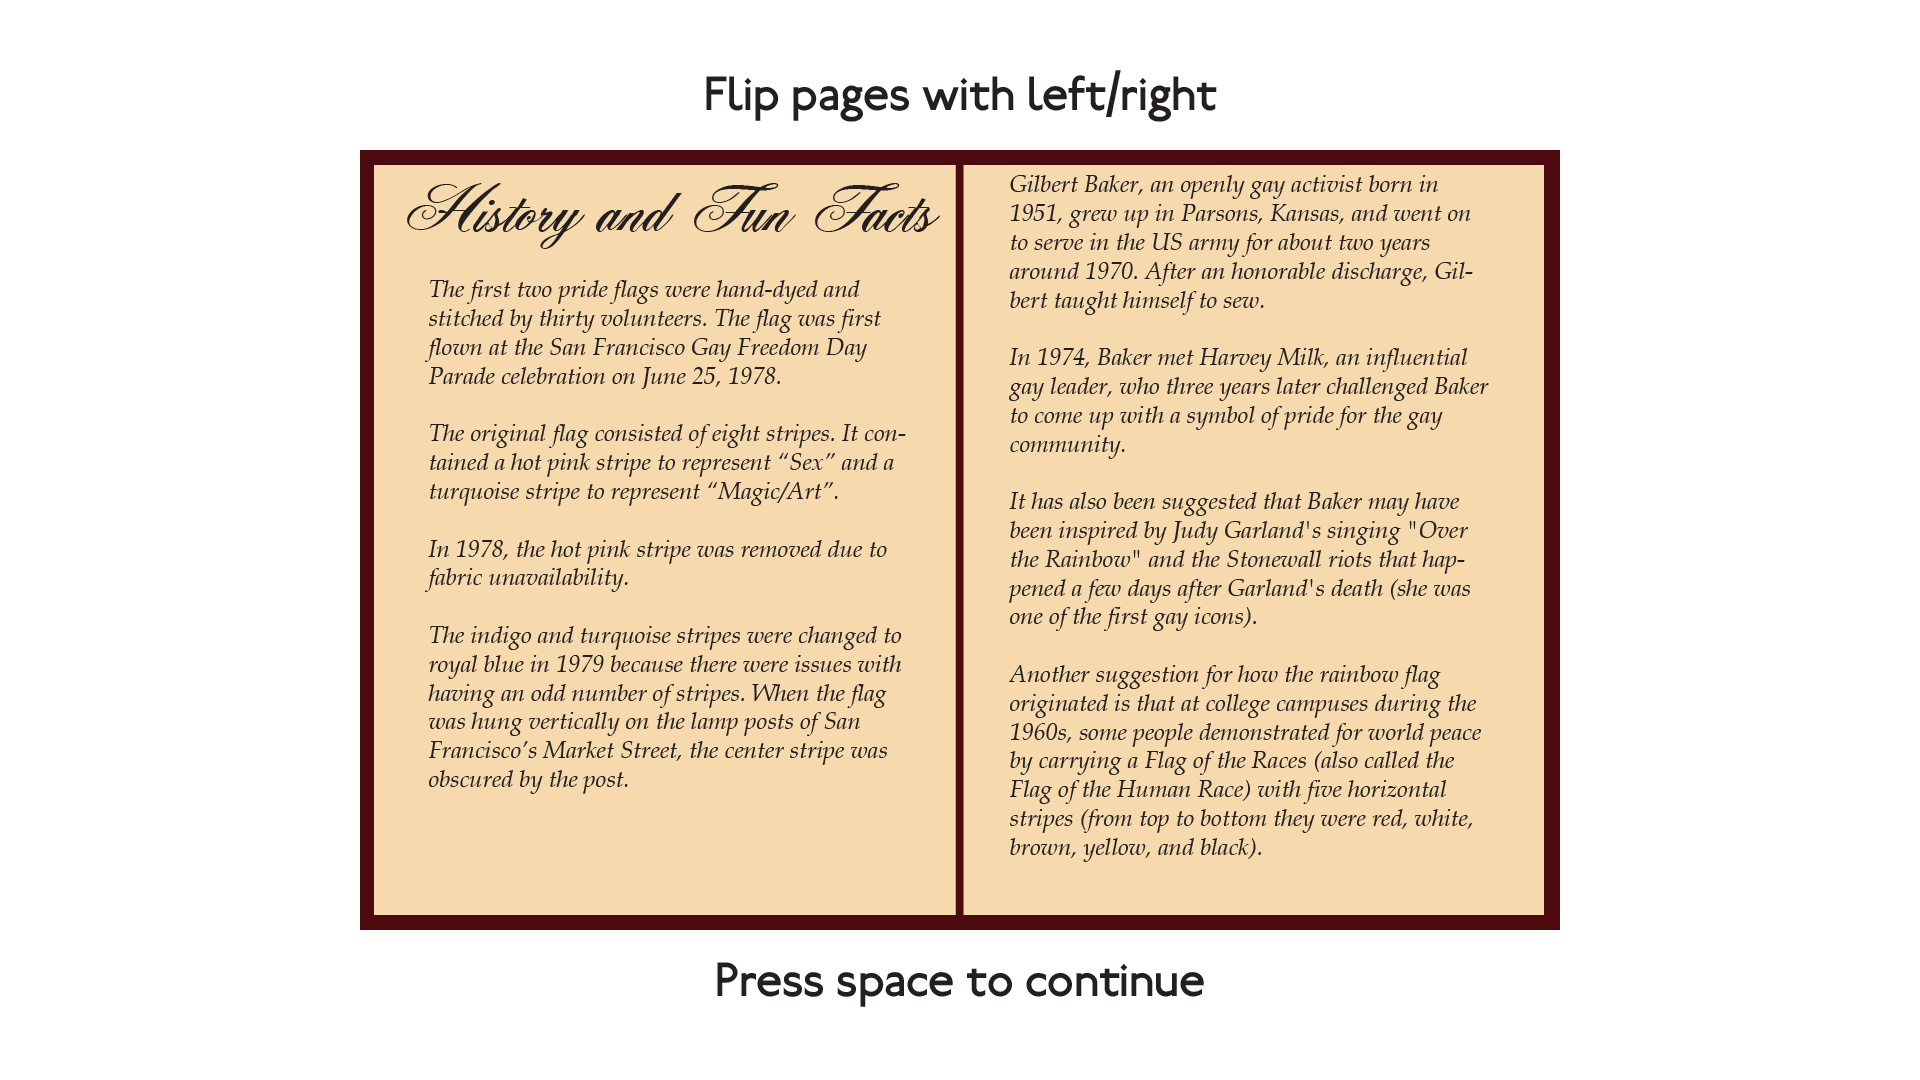 Flip pages with left/right
History and Fun Facts
The first two pride flags were hand-dyed and
stitched by thirty volunteers. The flag was first
flown at the San Francisco Gay Freedom Day
Parade celebration on June 25, 1978.
The original flag consisted of eight stripes. It con-
tained a hot pink stripe to represent “Sex” and a
turquoise stripe to represent “Magic/Art”.
In 1978, the hot pink stripe was removed due to
fabric unavailability.
The indigo and turquoise stripes were changed to
royal blue in 1979 because there were issues with
having an odd number of stripes. When the flag
was hung vertically on the lamp posts of San
Francisco’s Market Street, the center stripe was
obscured by the post.
Gilbert Baker, an openly gay activist born in
1951, grew up in Parsons, Kansas, and went on
to serve in the US army for about two years
around 1970. After an honorable discharge, Gil-
bert taught himself to sew.
In 1974, Baker met Harvey Milk, an influential
gay leader, who three years later challenged Baker
to come up with a symbol of pride for the gay
community.
It has also been suggested that Baker may have
been inspired by Judy Garland's singing "Over
the Rainbow" and the Stonewall riots that hap-
pened a few days after Garland's death (she was
one of the first gay icons).
Another suggestion for how the rainbow flag
originated is that at college campuses during the
1960s, some people demonstrated for world peace
by carrying a Flag of the Races (also called the
Flag of the Human Race) with five horizontal
stripes (from top to bottom they were red, white,
brown, yellow, and black).
Press space to continue